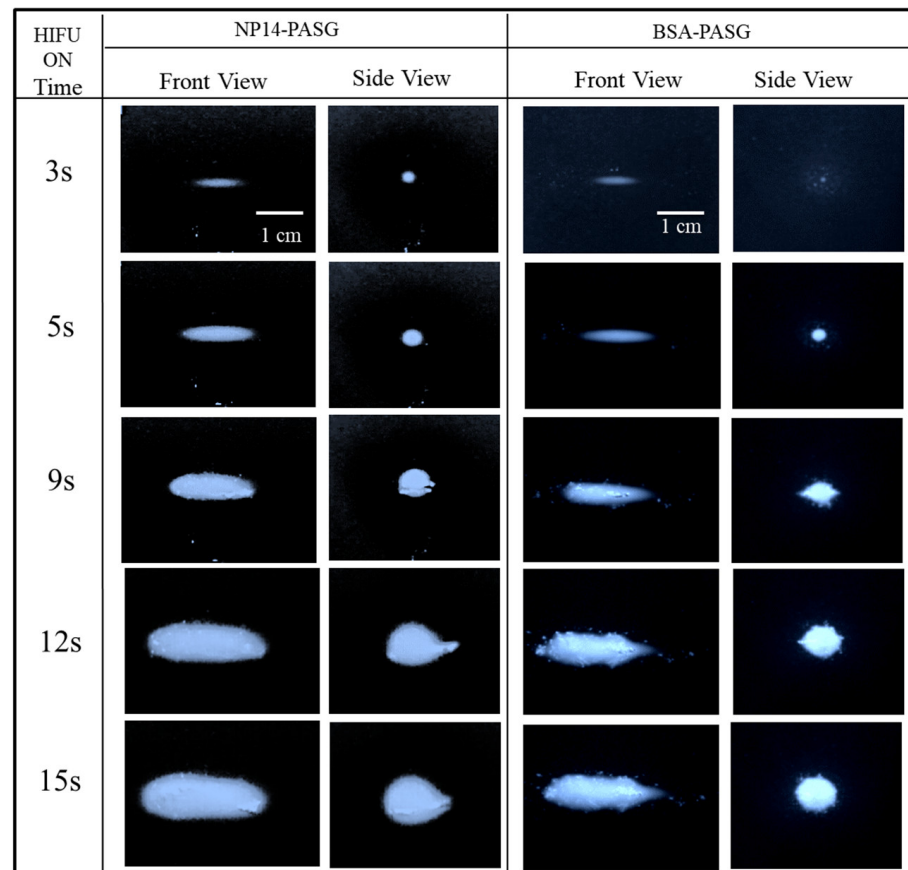 HIFU
ON
Time
NP14-PASG
BSA-PASG
Front View
Side View
Front View
Side View
3s
1 cm
1 cm
5s
9s
12s
15s